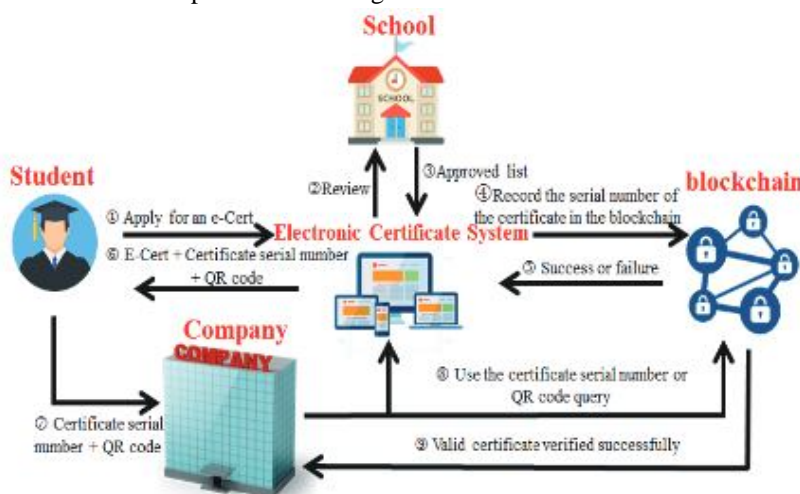 School
SCHOOL
Student
②Review
③Approved list
④Record the serial number of
the certificate in the blockchain
blockchain
① Apply for an e-Cert
Electronic Certificate System
⑥ E-Cert + Certificate serial number
+ QR code
⑤ Success or failure
Company
COMPANY
⑦ Certificate serial
number + QR code
⑧ Use the certificate serial number or
QR code query
⑨ Valid certificate verified successfully